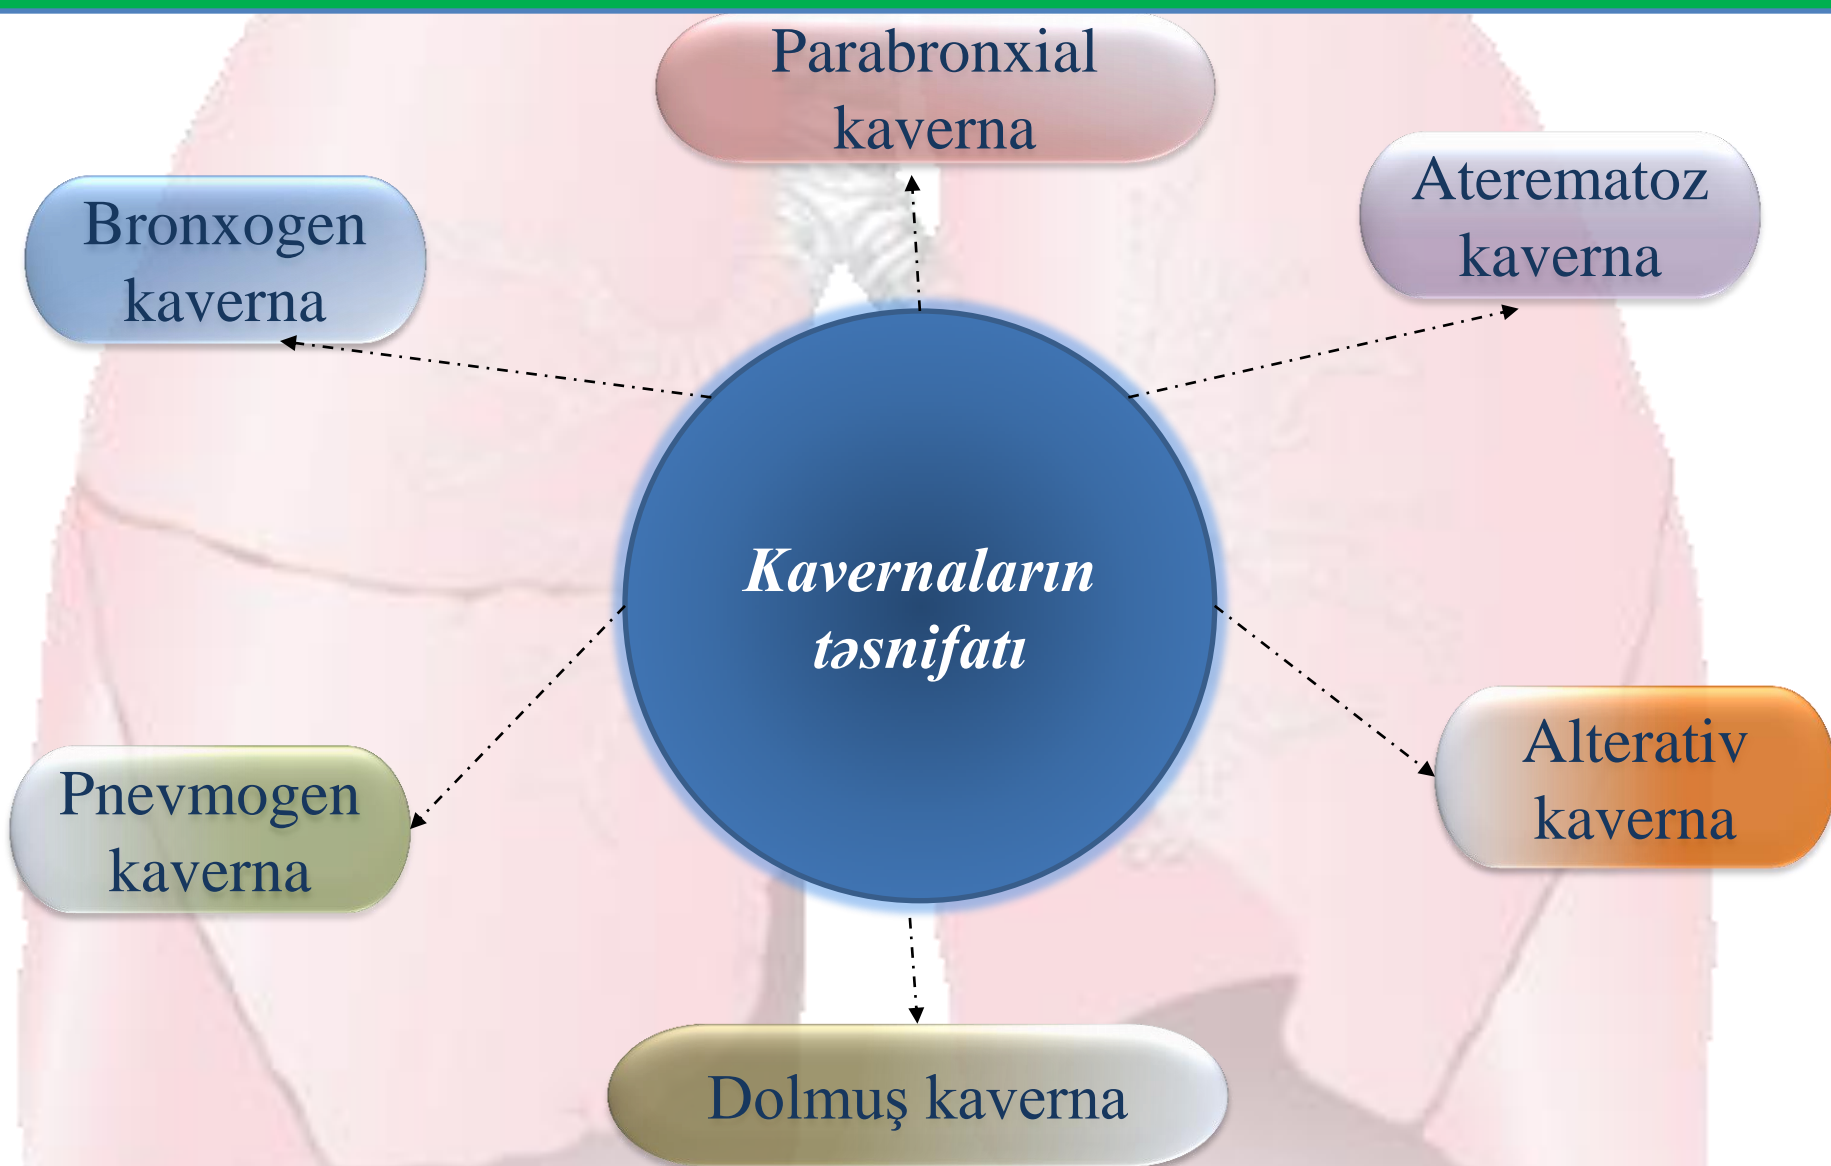 Parabronxial
kaverna
Aterematoz
kaverna
Bronxogen
kaverna
Kavernaların
təsnifatı
Alterativ
kaverna
Pnevmogen
kaverna
Dolmuş kaverna